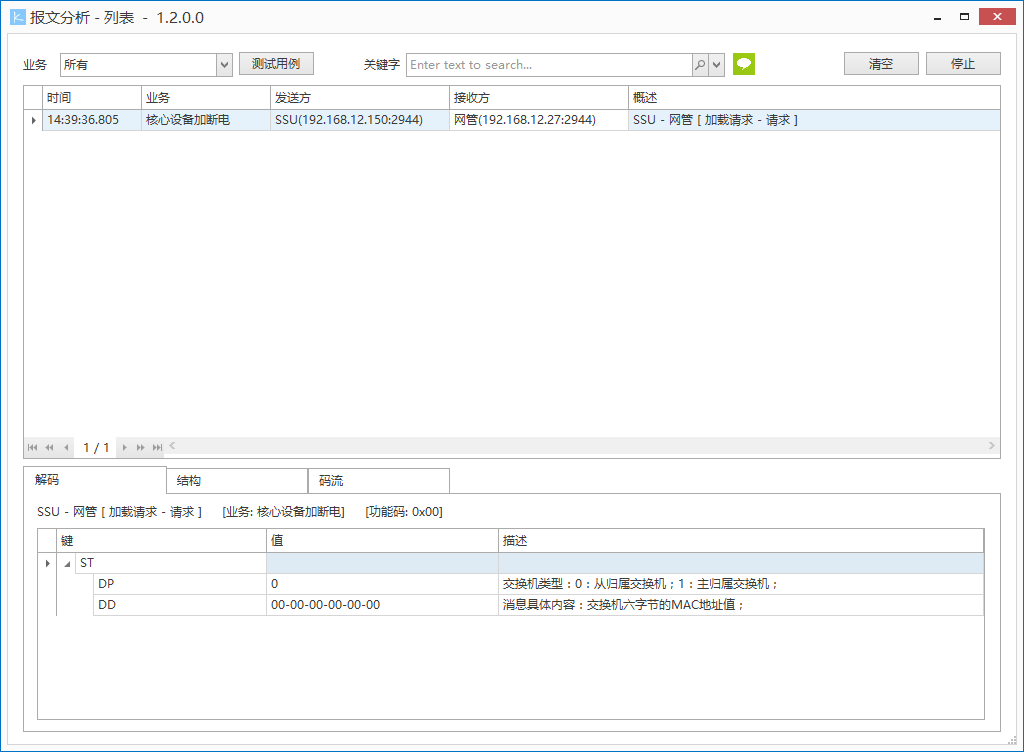 报文分析 - 列表 - 1.2.0.0
业务 所有 测试用例 关键字 Enter text to search... 清空 停止
时间 业务 发送方 接收方 概述
14:39:36.805 核心设备加断电 SSU(192.168.12.150:2944) 网管(192.168.12.27:2944) SSU - 网管 [ 加载请求 - 请求 ]
1 / 1
解码 结构 码流
SSU - 网管 [ 加载请求 - 请求 ] [业务: 核心设备加断电] [功能码: 0x00]
键 值 描述
ST
DP 0 交换机类型：0：从归属交换机；1：主归属交换机；
DD 00-00-00-00-00-00 消息具体内容：交换机六字节的MAC地址值；